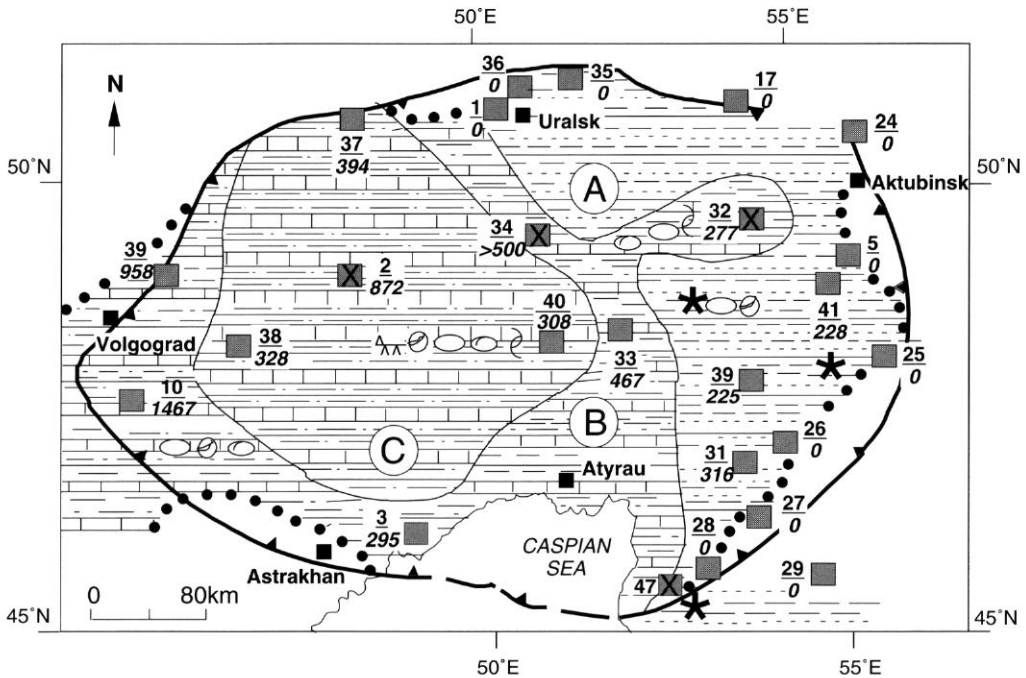 50°E
55°E
N
36
0
35
0
17
0
1
0
Uralsk
24
0
37
394
50°N
50°N
Aktubinsk
A
34
>500
32
277
5
0
39
958
2
872
41
228
Volgograd
38
328
40
308
33
467
25
0
39
225
10
1467
B
26
0
C
31
316
Atyrau
27
0
3
295
CASPIAN
SEA
28
0
Astrakhan
47
29
0
0 80km
45°N
45°N
50°E
55°E